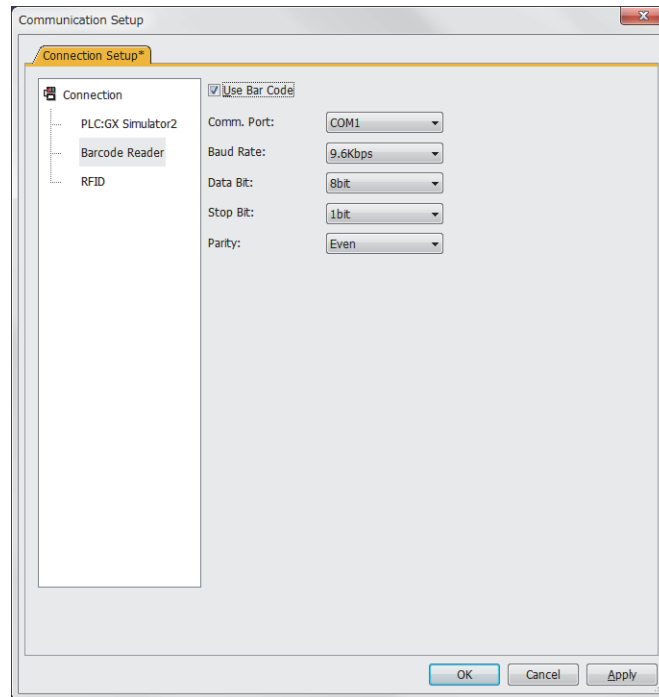 Communication Setup
Connection Setup*
Connection
PLC:GX Simulator2
Barcode Reader
RFID
Use Bar Code
Comm. Port: COM1
Baud Rate: 9.6Kbps
Data Bit: 8bit
Stop Bit: 1bit
Parity: Even
OK Cancel Apply